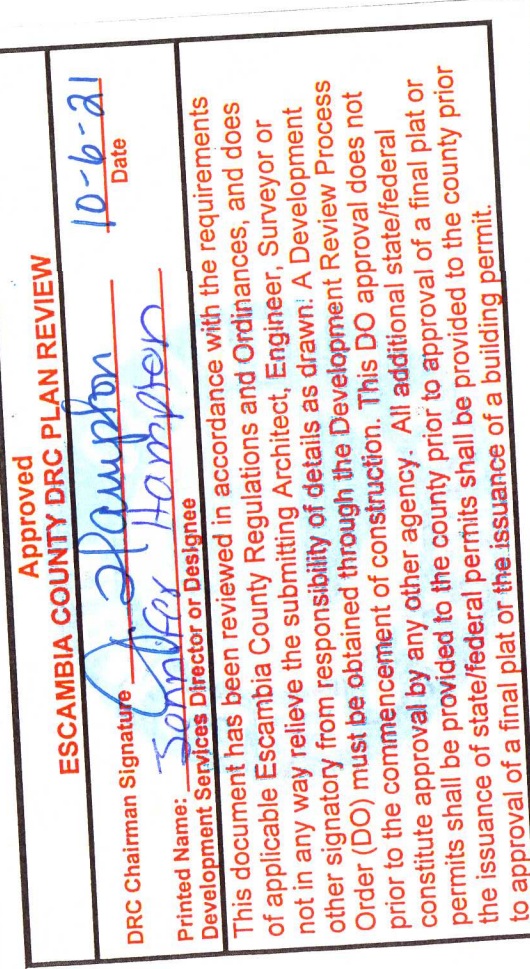 Approved
ESCAMBIA COUNTY DRC PLAN REVIEW
DRC Chairman Signature J. Hampton 10-6-21
Date
Printed Name: Jennifer Hampton
Development Services Director or Designee
This document has been reviewed in accordance with the requirements
of applicable Escambia County Regulations and Ordinances, and does
not in any way relieve the submitting Architect, Engineer, Surveyor or
other signatory from responsibility of details as drawn. A Development
Order (DO) must be obtained through the Development Review Process
prior to the commencement of construction. This DO approval does not
constitute approval by any other agency. All additional state/federal
permits shall be provided to the county prior to approval of a final plat or
the issuance of state/federal permits shall be provided to the county prior
to approval of a final plat or the issuance of a building permit.